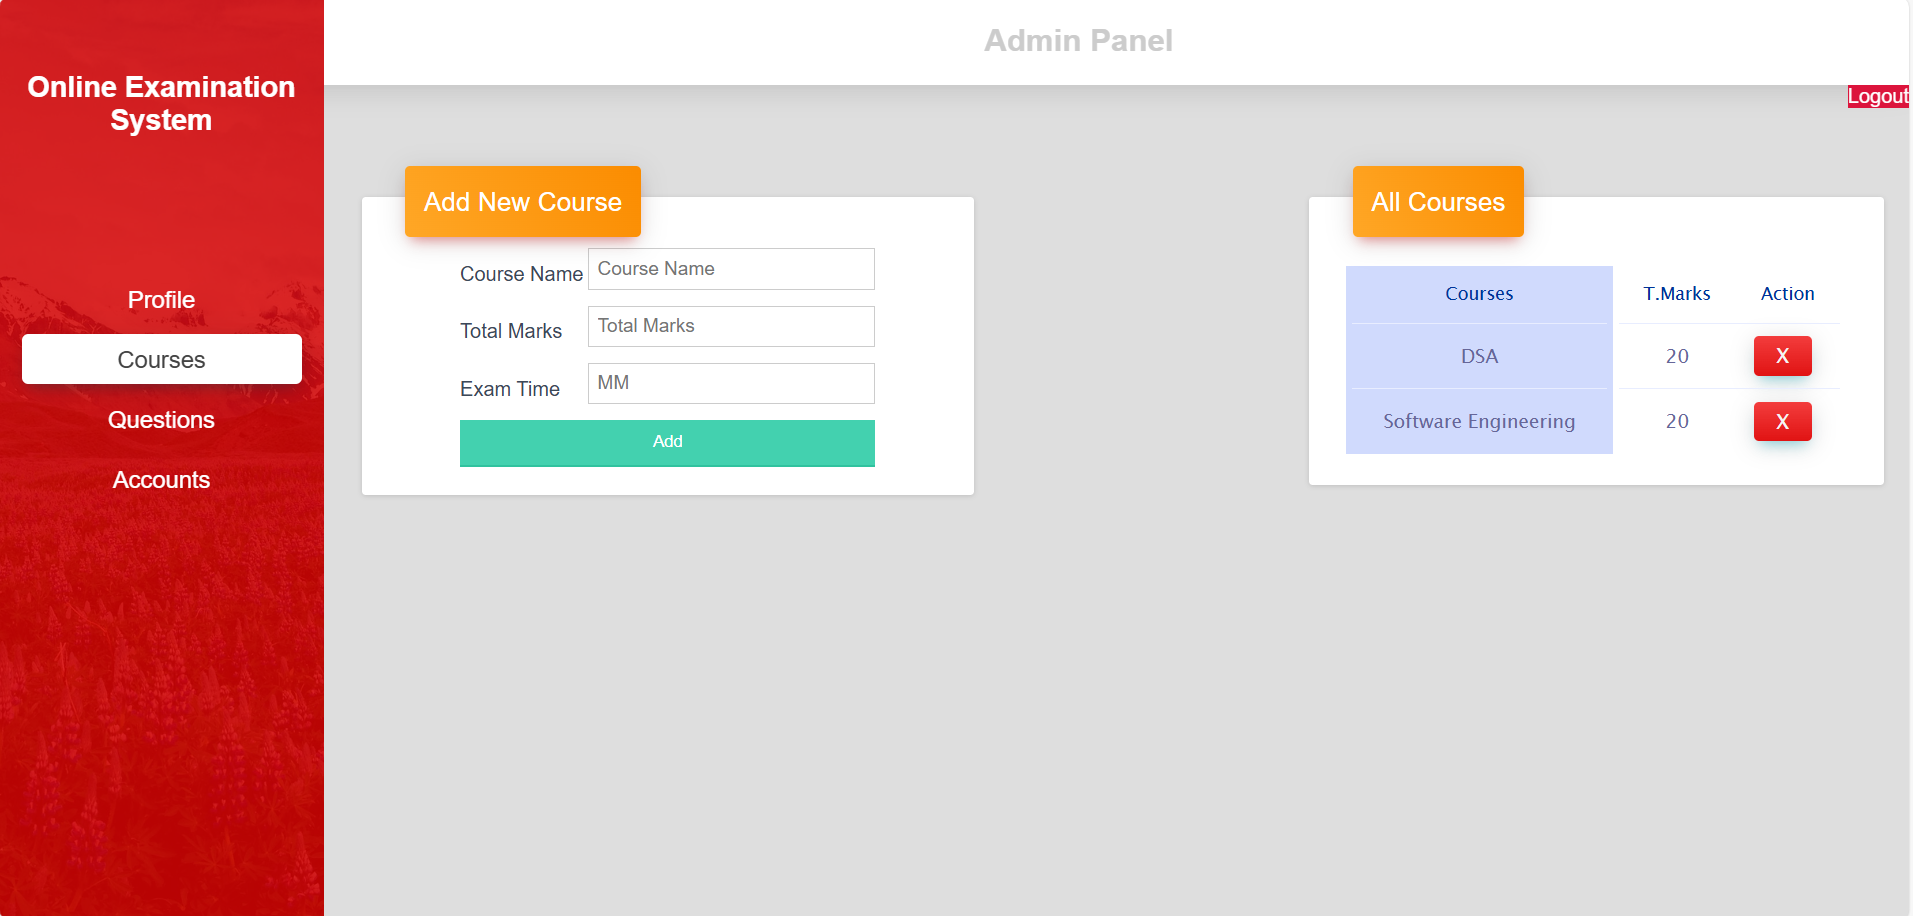 Online Examination
System
Profile
Courses
Questions
Accounts
Admin Panel
Logout
Add New Course
Course Name Course Name
Total Marks Total Marks
Exam Time MM
Add
All Courses
Courses T.Marks Action
DSA 20 X
Software Engineering 20 X